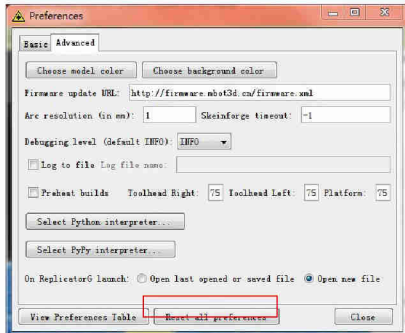 Preferences
Basic Advanced
Choose model color Choose background color
Firmware update URL: http://firmware.mbot3d.cn/firmware.xml
Arc resolution (in mm): 1 Skeinforge timeout: -1
Debugging level (default INFO): INFO
Log to file Log file name:
Preheat builds Toolhead Right: 75 Toolhead Left: 75 Platform: 75
Select Python interpreter...
Select PyPy interpreter...
On ReplicatorG launch: Open last opened or saved file Open new file
View Preferences Table Reset all preferences Close